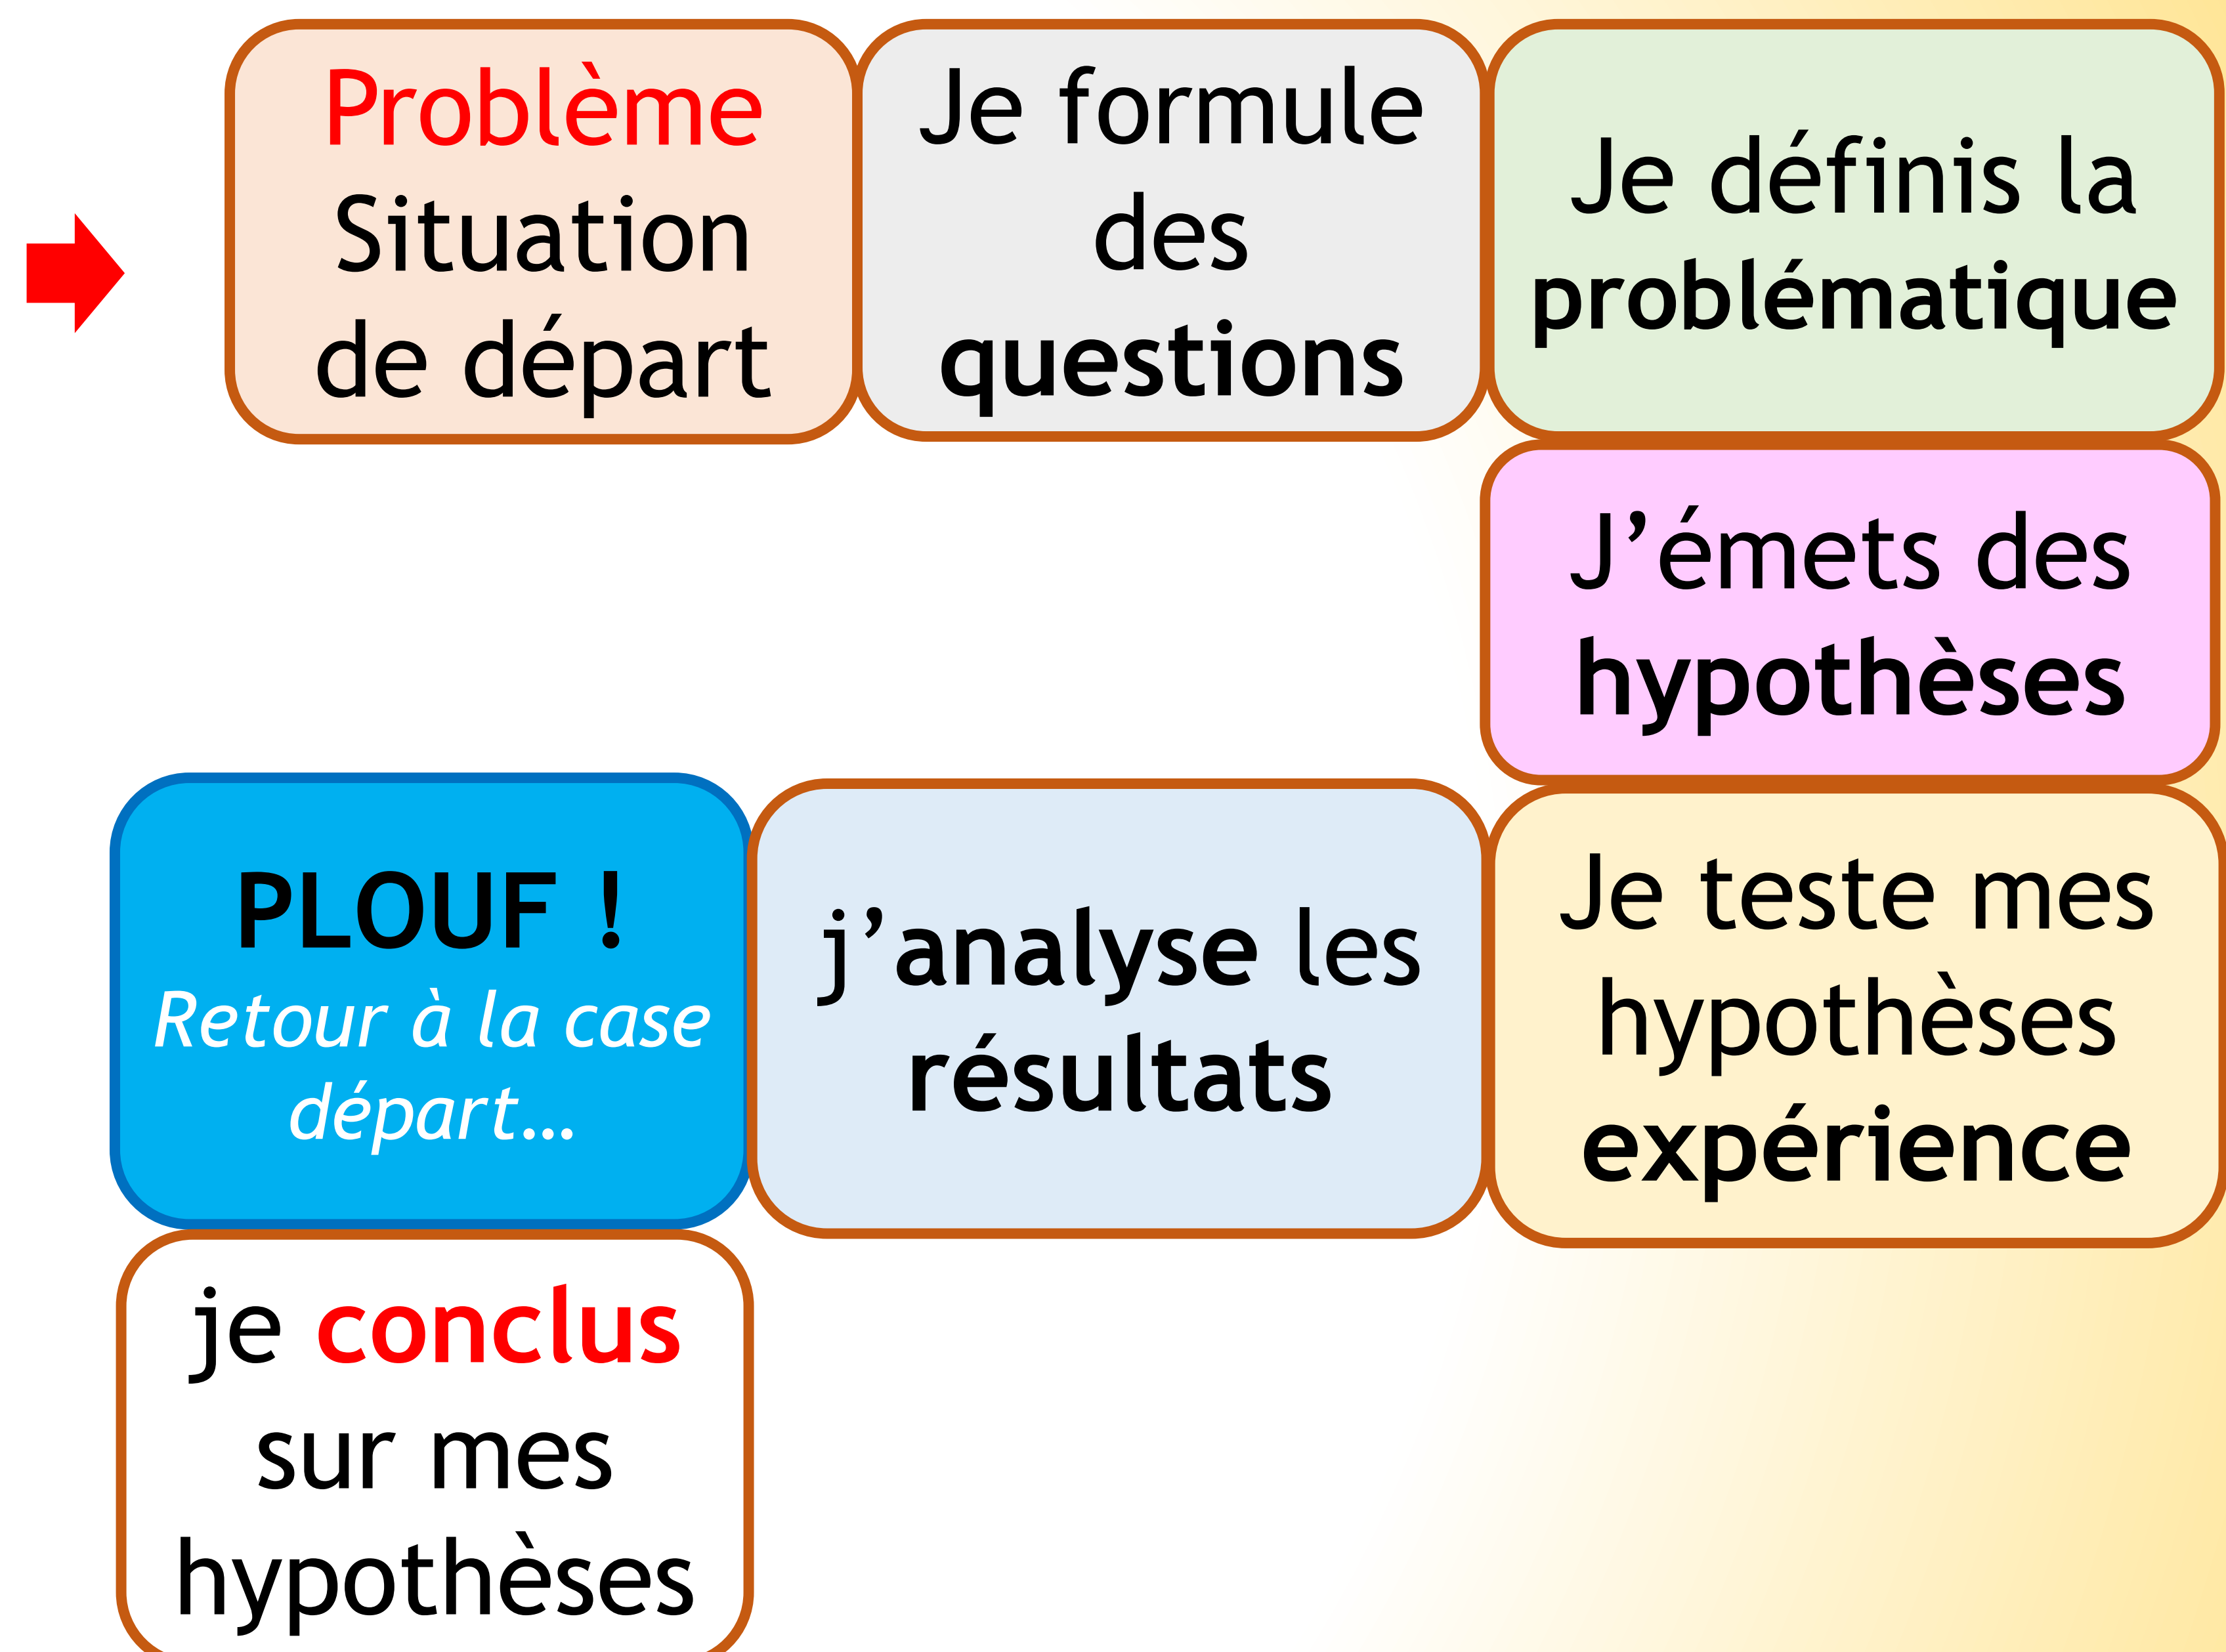 Problème
Situation
de départ
Je formule
des
questions
Je définis la
problématique
J’émets des
hypothèses
Je teste mes
hypothèses
expérience
j’analyse les
résultats
PLOUF !
Retour à la case
départ…
je conclus
sur mes
hypothèses